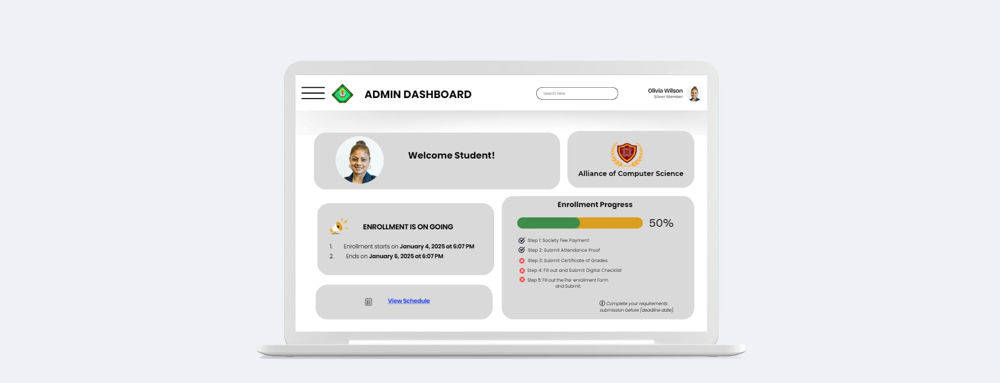 ADMIN DASHBOARD
Search here
Olivia Wilson
Silver Member
Welcome Student!
Alliance of Computer Science
ENROLLMENT IS ON GOING
1. Enrollment starts on January 4, 2025 at 6:07 PM
2. Ends on January 6, 2025 at 6:07 PM
View Schedule
Enrollment Progress
50%
Step 1: Society Fee Payment
Step 2: Submit Attendance Proof
Step 3: Submit Certificate of Grades
Step 4: Fill out and Submit Digital Checklist
Step 5: Fill out the Pre-enrollment Form
and Submit.
Complete your requirements
submission before [deadline date].